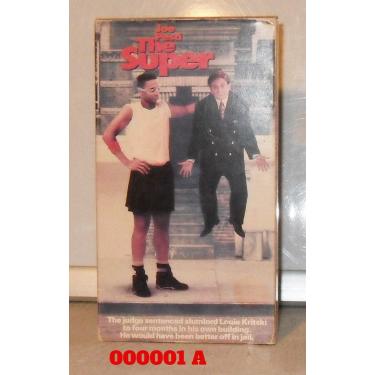 Joe
Pesci
The
Super
The judge sentenced slumlord Louie Kritski
to four months in his own building.
He would have been better off in jail.
000001 A